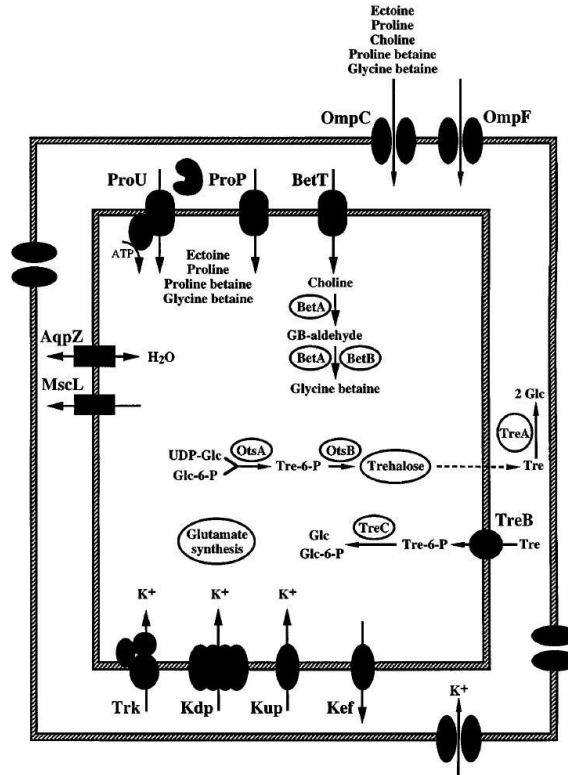 Ectoine
Proline
Choline
Proline betaine
Glycine betaine
OmpC
OmpF
ProU
ProP
BetT
ATP
Ectoine
Proline
Proline betaine
Glycine betaine
Choline
BetA
GB-aldehyde
BetA
BetB
Glycine betaine
AqpZ
H2O
MscL
2 Glc
TreA
UDP-Glc
Glc-6-P
OtsA
Tre-6-P
OtsB
Trehalose
Tre
TreB
Glutamate
synthesis
Glc
Glc-6-P
TreC
Tre-6-P
Tre
K+
K+
K+
Trk
Kdp
Kup
Kef
K+